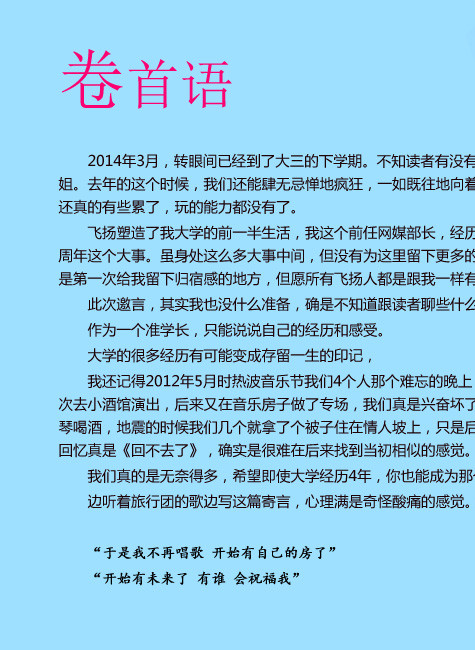 卷首语
2014年3月，转眼间已经到了大三的下学期。不知读者有没有
姐。去年的这个时候，我们还能肆无忌惮地疯狂，一如既往地向着
还真的有些累了，玩的能力都没有了。
飞扬塑造了我大学的前一半生活，我这个前任网媒部长，经历
周年这个大事。虽身处这么多大事中间，但没有为这里留下更多的
是第一次给我留下归宿感的地方，但愿所有飞扬人都是跟我一样有
此次邀言，其实我也没什么准备，确是不知道跟读者聊些什么
作为一个准学长，只能说说自己的经历和感受。
大学的很多经历有可能变成存留一生的印记，
我还记得2012年5月时热波音乐节我们4个人那个难忘的晚上
次去小酒馆演出，后来又在音乐房子做了专场，我们真是兴奋坏了
琴喝酒，地震的时候我们几个就拿了个被子住在情人坡上，只是后
回忆真是《回不去了》，确实是很难在后来找到当初相似的感觉。
我们真的是无奈得多，希望即使大学经历4年，你也能成为那个
边听着旅行团的歌边写这篇寄言，心理满是奇怪酸痛的感觉。
“于是我不再唱歌 开始有自己的房了”
“开始有未来了 有谁 会祝福我”